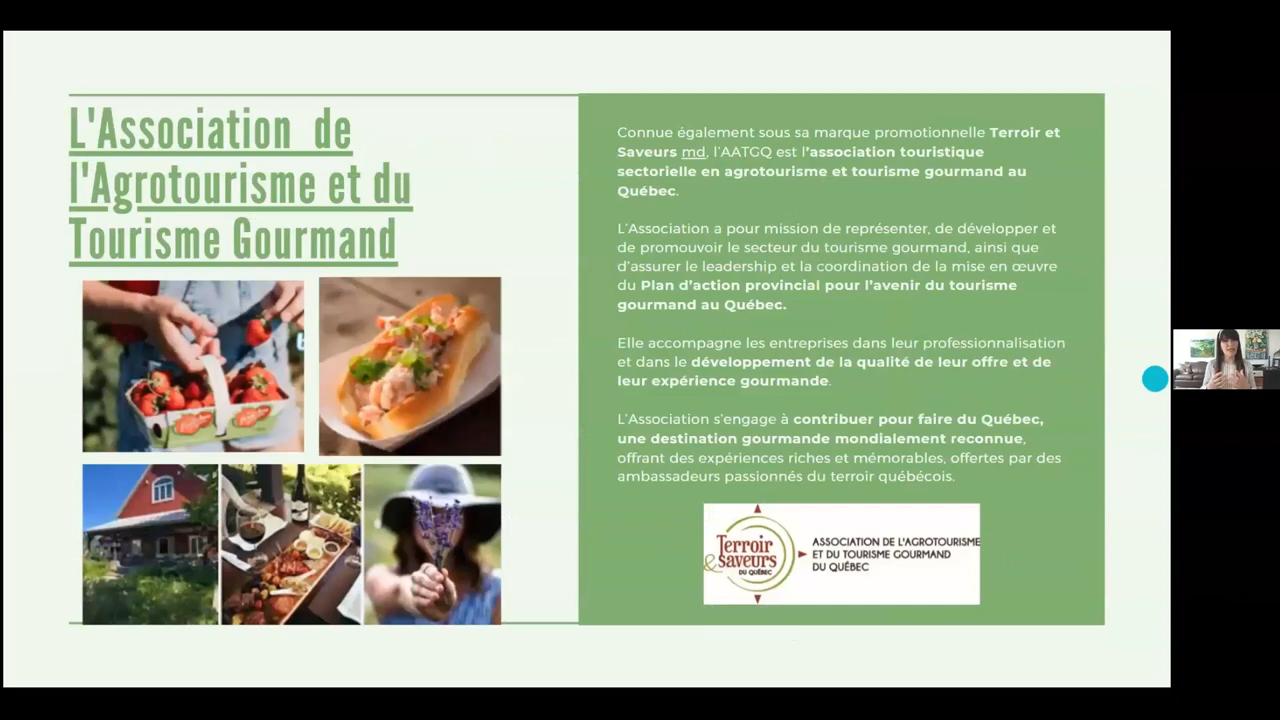 L'Association de
l'Agrotourisme et du
Tourisme Gourmand
Connue également sous sa marque promotionnelle Terroir et
Saveurs md, l'AATGQ est l'association touristique
sectorielle en agrotourisme et tourisme gourmand au
Québec.
L'Association a pour mission de représenter, de développer et
de promouvoir le secteur du tourisme gourmand, ainsi que
d'assurer le leadership et la coordination de la mise en œuvre
du Plan d'action provincial pour l'avenir du tourisme
gourmand au Québec.
Elle accompagne les entreprises dans leur professionnalisation
et dans le développement de la qualité de leur offre et de
leur expérience gourmande.
L'Association s'engage à contribuer pour faire du Québec,
une destination gourmande mondialement reconnue,
offrant des expériences riches et mémorables, offertes par des
ambassadeurs passionnés du terroir québécois.
Terroir
& saveurs
DU QUÉBEC
ASSOCIATION DE L'AGROTOURISME
ET DU TOURISME GOURMAND
DU QUÉBEC